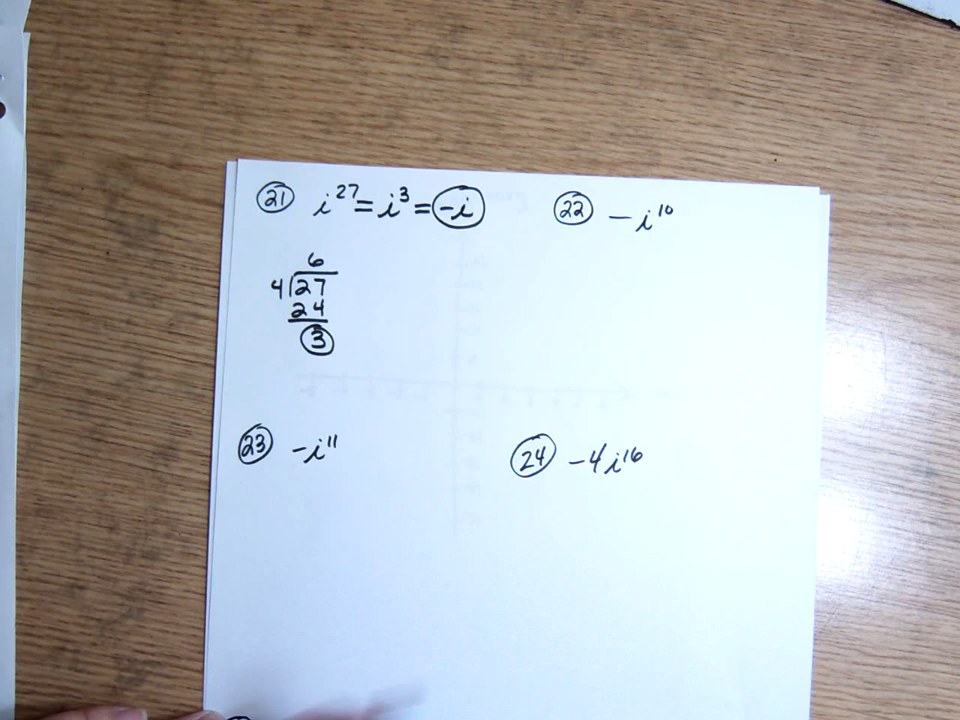 21 i^27 = i^3 = -i
22 -i^10
6
4 27
24
3
23 -i^11
24 -4i^16